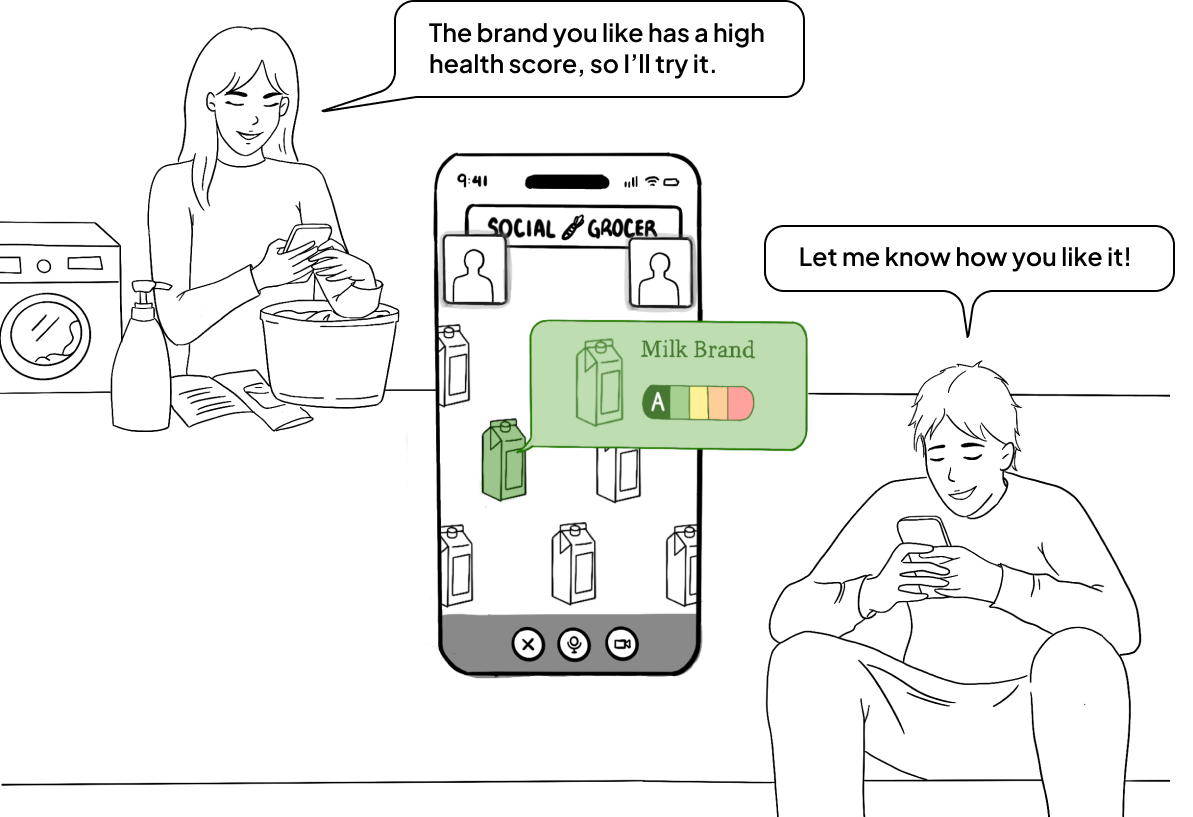 The brand you like has a high
health score, so I'll try it.
9:41
SOCIAL GROCER
Let me know how you like it!
Milk Brand
A